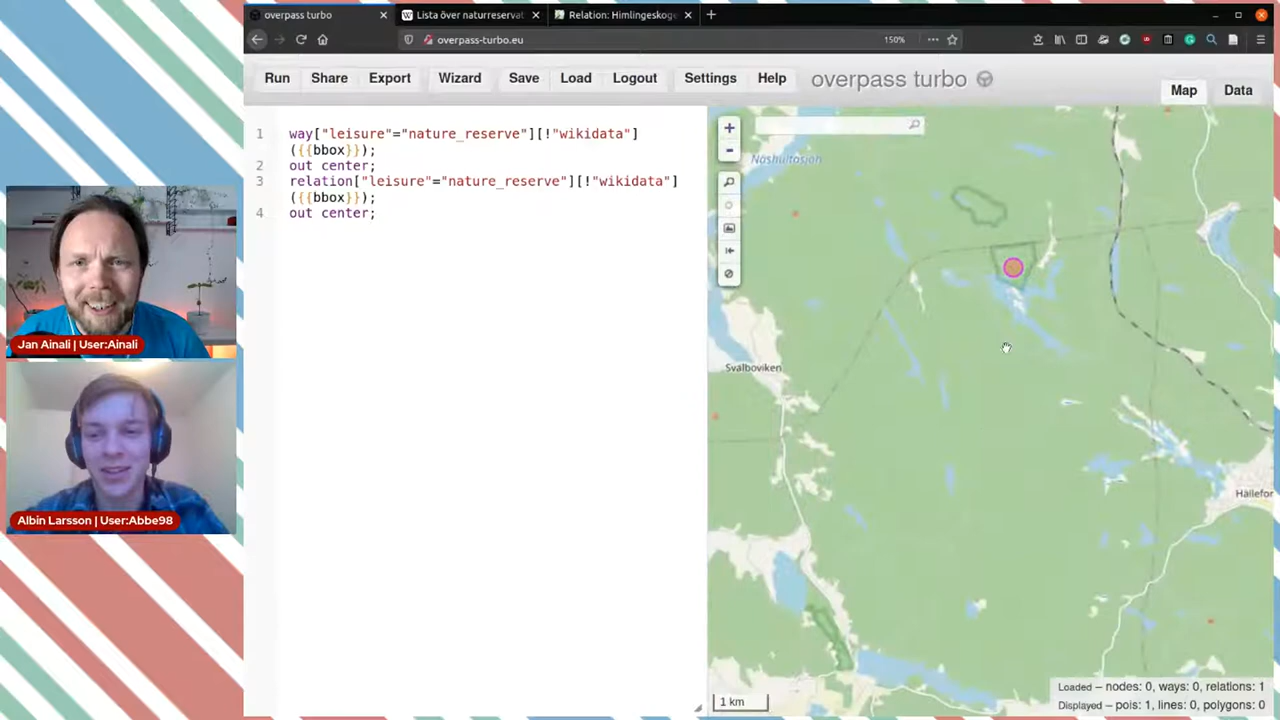 overpass turbo
Lista över naturreservat
Relation: Himlingeskoge
overpass-turbo.eu
150%
Run
Share
Export
Wizard
Save
Load
Logout
Settings
Help
overpass turbo
Map
Data
1 way["leisure"="nature_reserve"][!"wikidata"]
({{bbox}});
2 out center;
3 relation["leisure"="nature_reserve"][!"wikidata"]
({{bbox}});
4 out center;
+
-
Näshultasjön
Svalboviken
Hällefor
1 km
Loaded – nodes: 0, ways: 0, relations: 1
Displayed – pois: 1, lines: 0, polygons: 0
Jan Ainali | User:Ainali
Albin Larsson | User:Abbe98